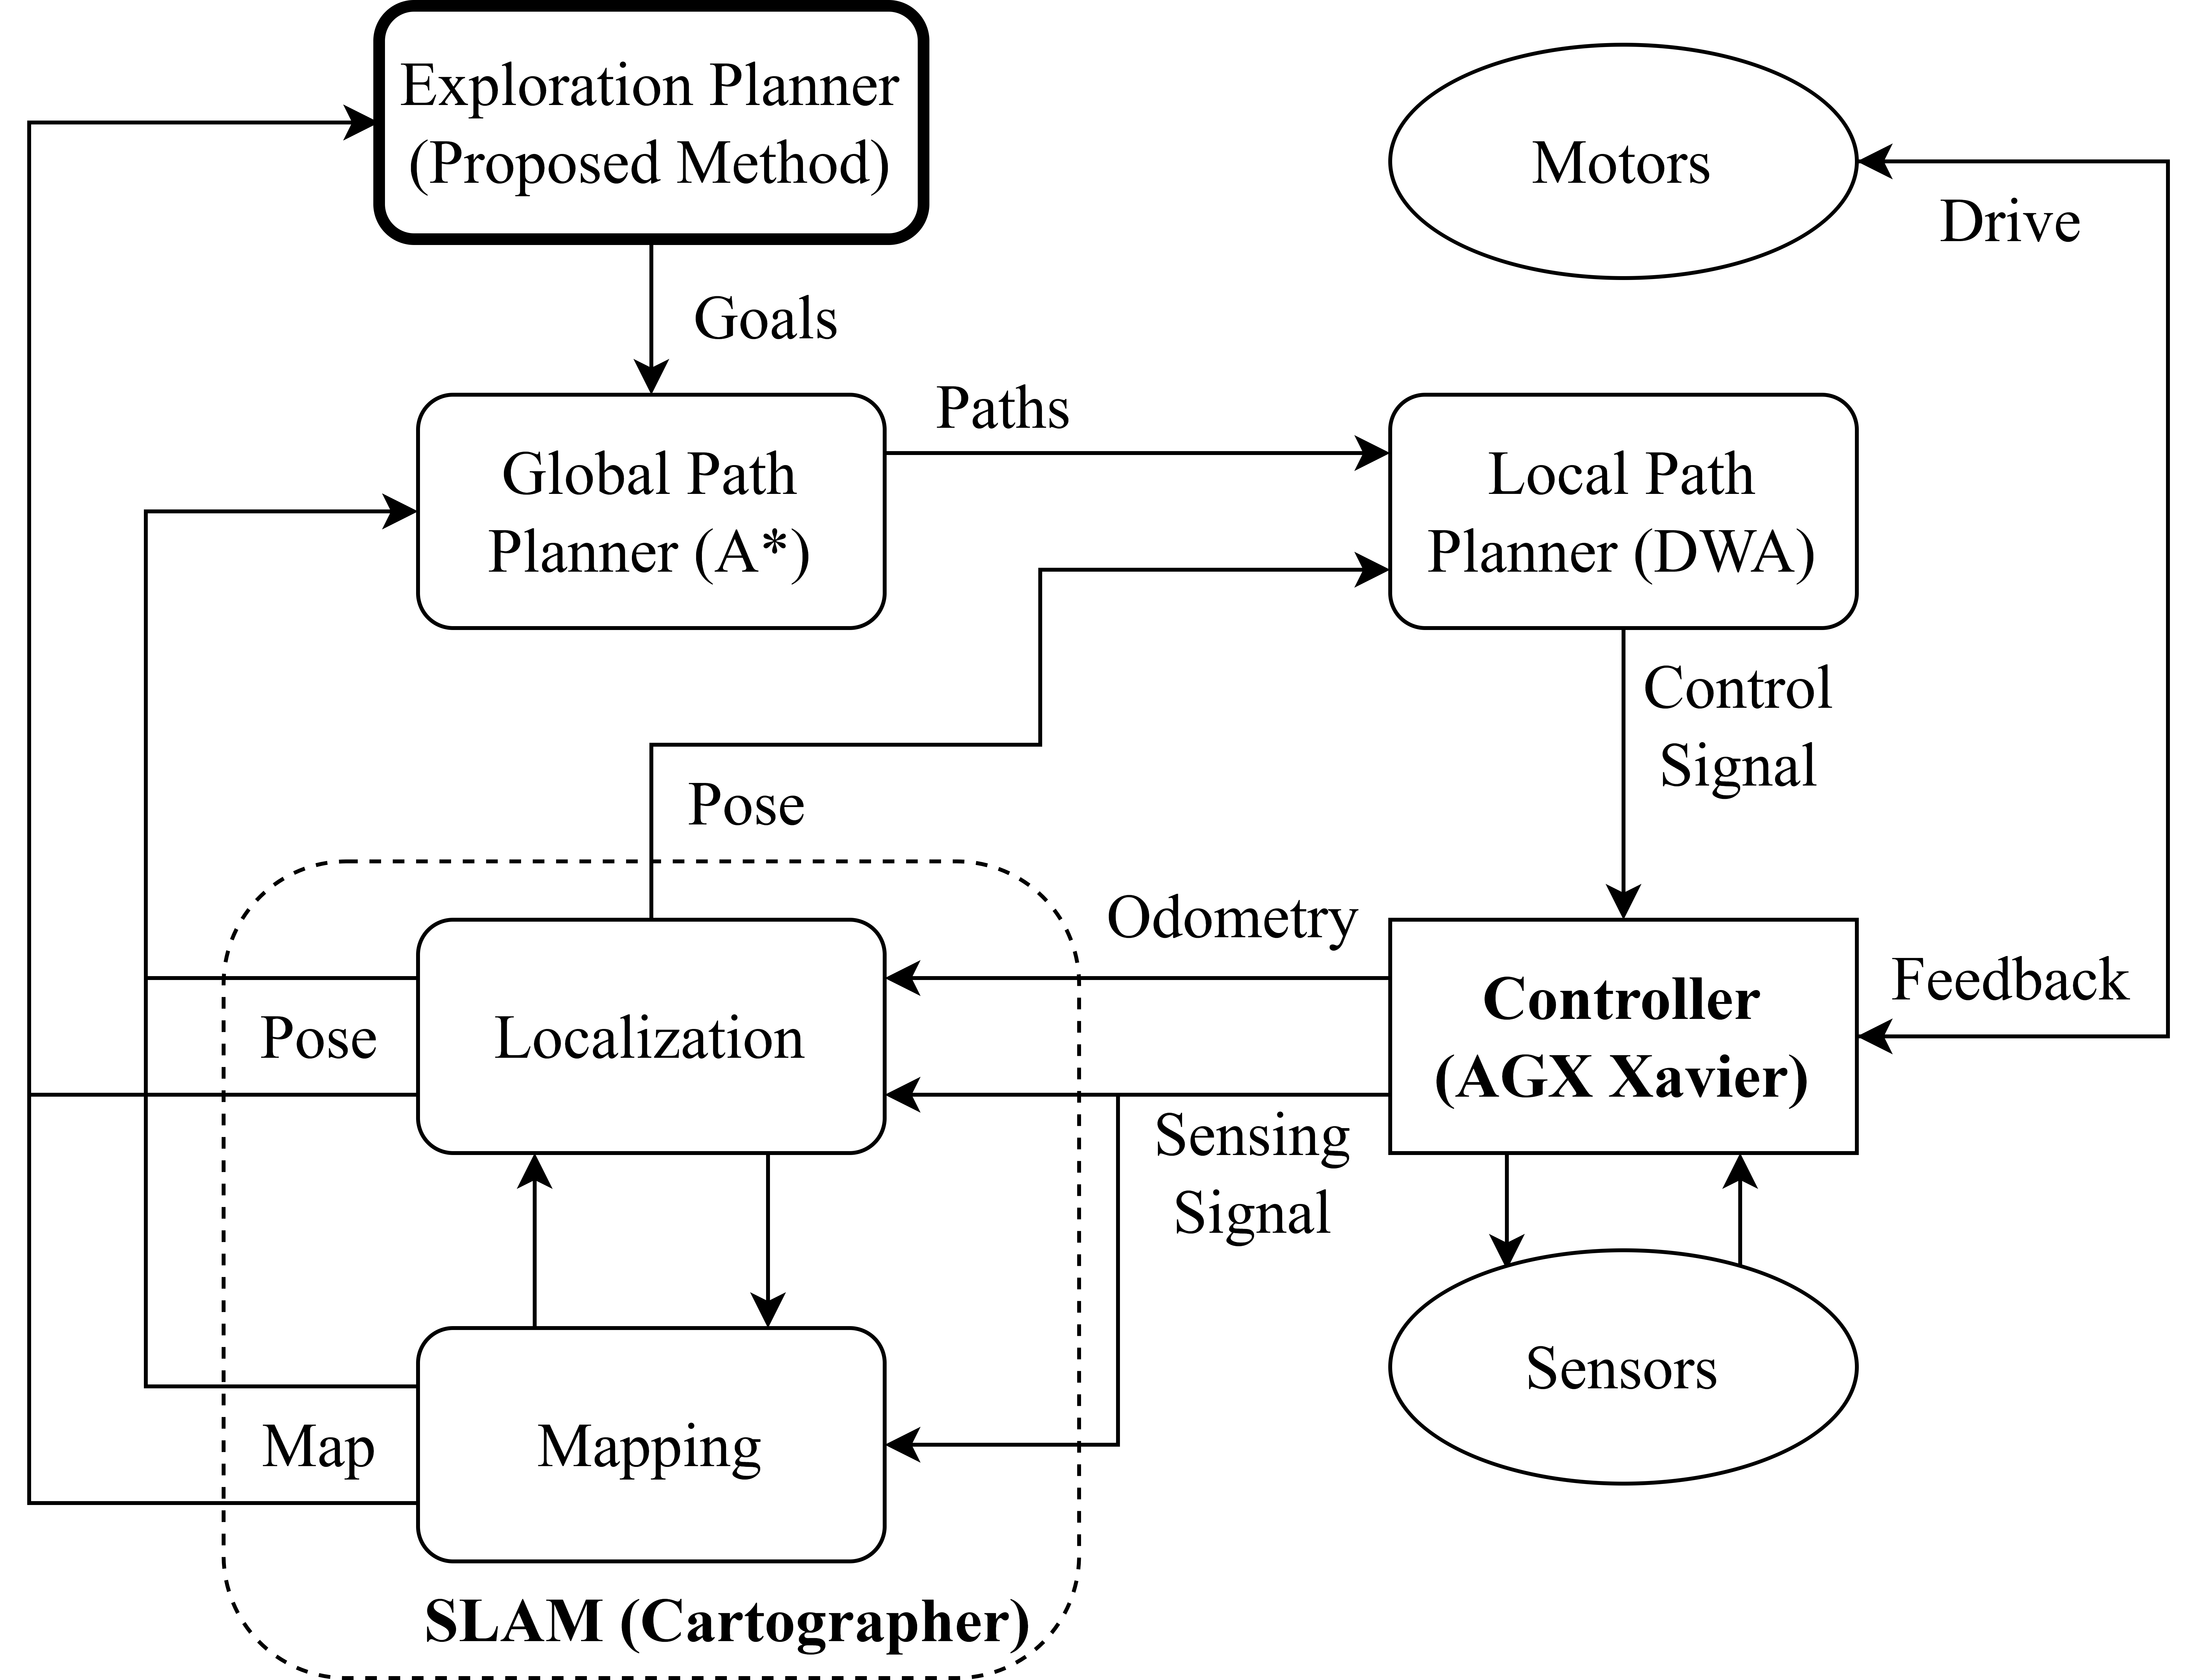 Exploration Planner
(Proposed Method)
Motors
Drive
Goals
Paths
Global Path
Planner (A*)
Local Path
Planner (DWA)
Control
Signal
Pose
Odometry
Feedback
Controller
(AGX Xavier)
Localization
Pose
Sensing
Signal
Sensors
Mapping
Map
SLAM (Cartographer)